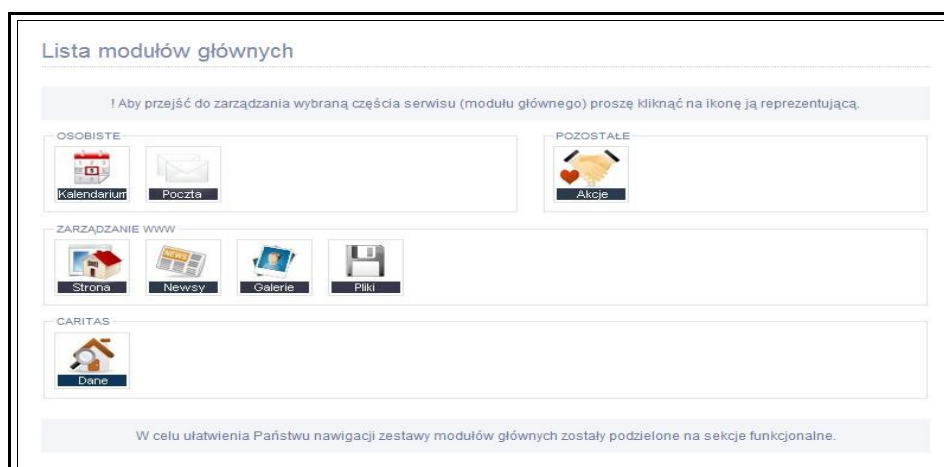 Lista modułów głównych
! Aby przejść do zarządzania wybraną częścia serwisu (modułu głównego) proszę kliknąć na ikonę ją reprezentującą.
OSOBISTE
Kalendarium
Poczta
POZOSTAŁE
Akcje
ZARZĄDZANIE WWW
NEWS
Strona
Newsy
Galerie
Pliki
CARITAS
Dane
W celu ułatwienia Państwu nawigacji zestawy modułów głównych zostały podzielone na sekcje funkcjonalne.